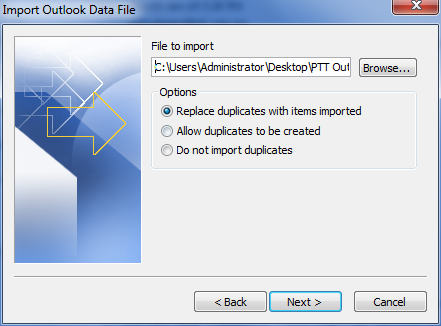 Import Outlook Data File
File to import
C:\Users\Administrator\Desktop\PTT Out
Browse...
Options
Replace duplicates with items imported
Allow duplicates to be created
Do not import duplicates
< Back
Next >
Cancel